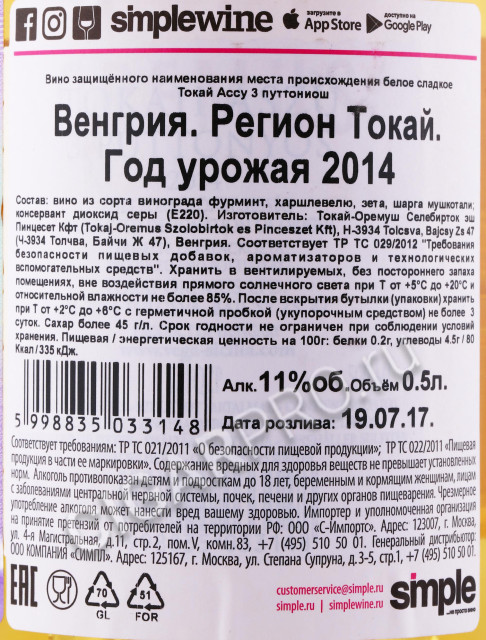 simplewine ЗАГРУЗИТЕ В App Store ДОСТУПНО НА Google Play
Вино защищённого наименования места происхождения белое сладкое
Токай Ассу 3 путтониош
Венгрия. Регион Токай.
Год урожая 2014
Состав: вино из сорта винограда фурминт, харшлевелю, зета, шарга мушкотали;
консервант диоксид серы (Е220). Изготовитель: Токай-Оремуш Селебирток эш
Пинцесет Кфт (Tokaj-Oremus Szolobirtok es Pinceszet Kft), H-3934 Tolcsva, Bajcsy Zs 47
(Ч-3934 Толчва, Байчи Ж 47), Венгрия. Соответствует ТР ТС 029/2012 "Требования
безопасности пищевых добавок, ароматизаторов и технологических
вспомогательных средств". Хранить в вентилируемых, без постороннего запаха
помещениях, вне воздействия прямого солнечного света при Т от +5°С до +20°С и
относительной влажности не более 85%. После вскрытия бутылки (упаковки) хранить
при Т от +2°С до +6°С с герметичной пробкой (укупорочным средством) не более 3
суток. Сахар более 45 г/л. Срок годности не ограничен при соблюдении условий
хранения. Пищевая / энергетическая ценность на 100г: белки 0.2г, углеводы 4.5г / 80
Ккал / 335 кДж.
Алк. 11%об. Объём 0.5л.
5 998835 033148
Дата розлива: 19.07.17.
Соответствует требованиям: ТР ТС 021/2011 «О безопасности пищевой продукции»; ТР ТС 022/2011 «Пищевая
продукция в части ее маркировки». Содержание вредных для здоровья веществ не превышает установленных
норм. Алкоголь противопоказан детям и подросткам до 18 лет, беременным и кормящим женщинам, лицам
с заболеваниями центральной нервной системы, почек, печени и других органов пищеварения. Чрезмерное
употребление алкоголя может нанести вред вашему здоровью. Импортер и уполномоченная организация
на принятие претензий от потребителей на территории РФ: ООО «С-Импортс». Адрес: 123007, г. Москва,
ул. 4-я Магистральная, д.11, стр.2, пом.V, комн.83, +7 (495) 510 50 01. Генеральный дистрибьютор:
ООО КОМПАНИЯ «СИМПЛ». Адрес: 125167, г. Москва, ул. Степана Супруна, д.3-5, стр.1, +7 (495) 510 50 01.
EAC 70 GL 51 FOR
customerservice@simple.ru
simple.ru | simplewine.ru
simple
CIGARPRO.ru